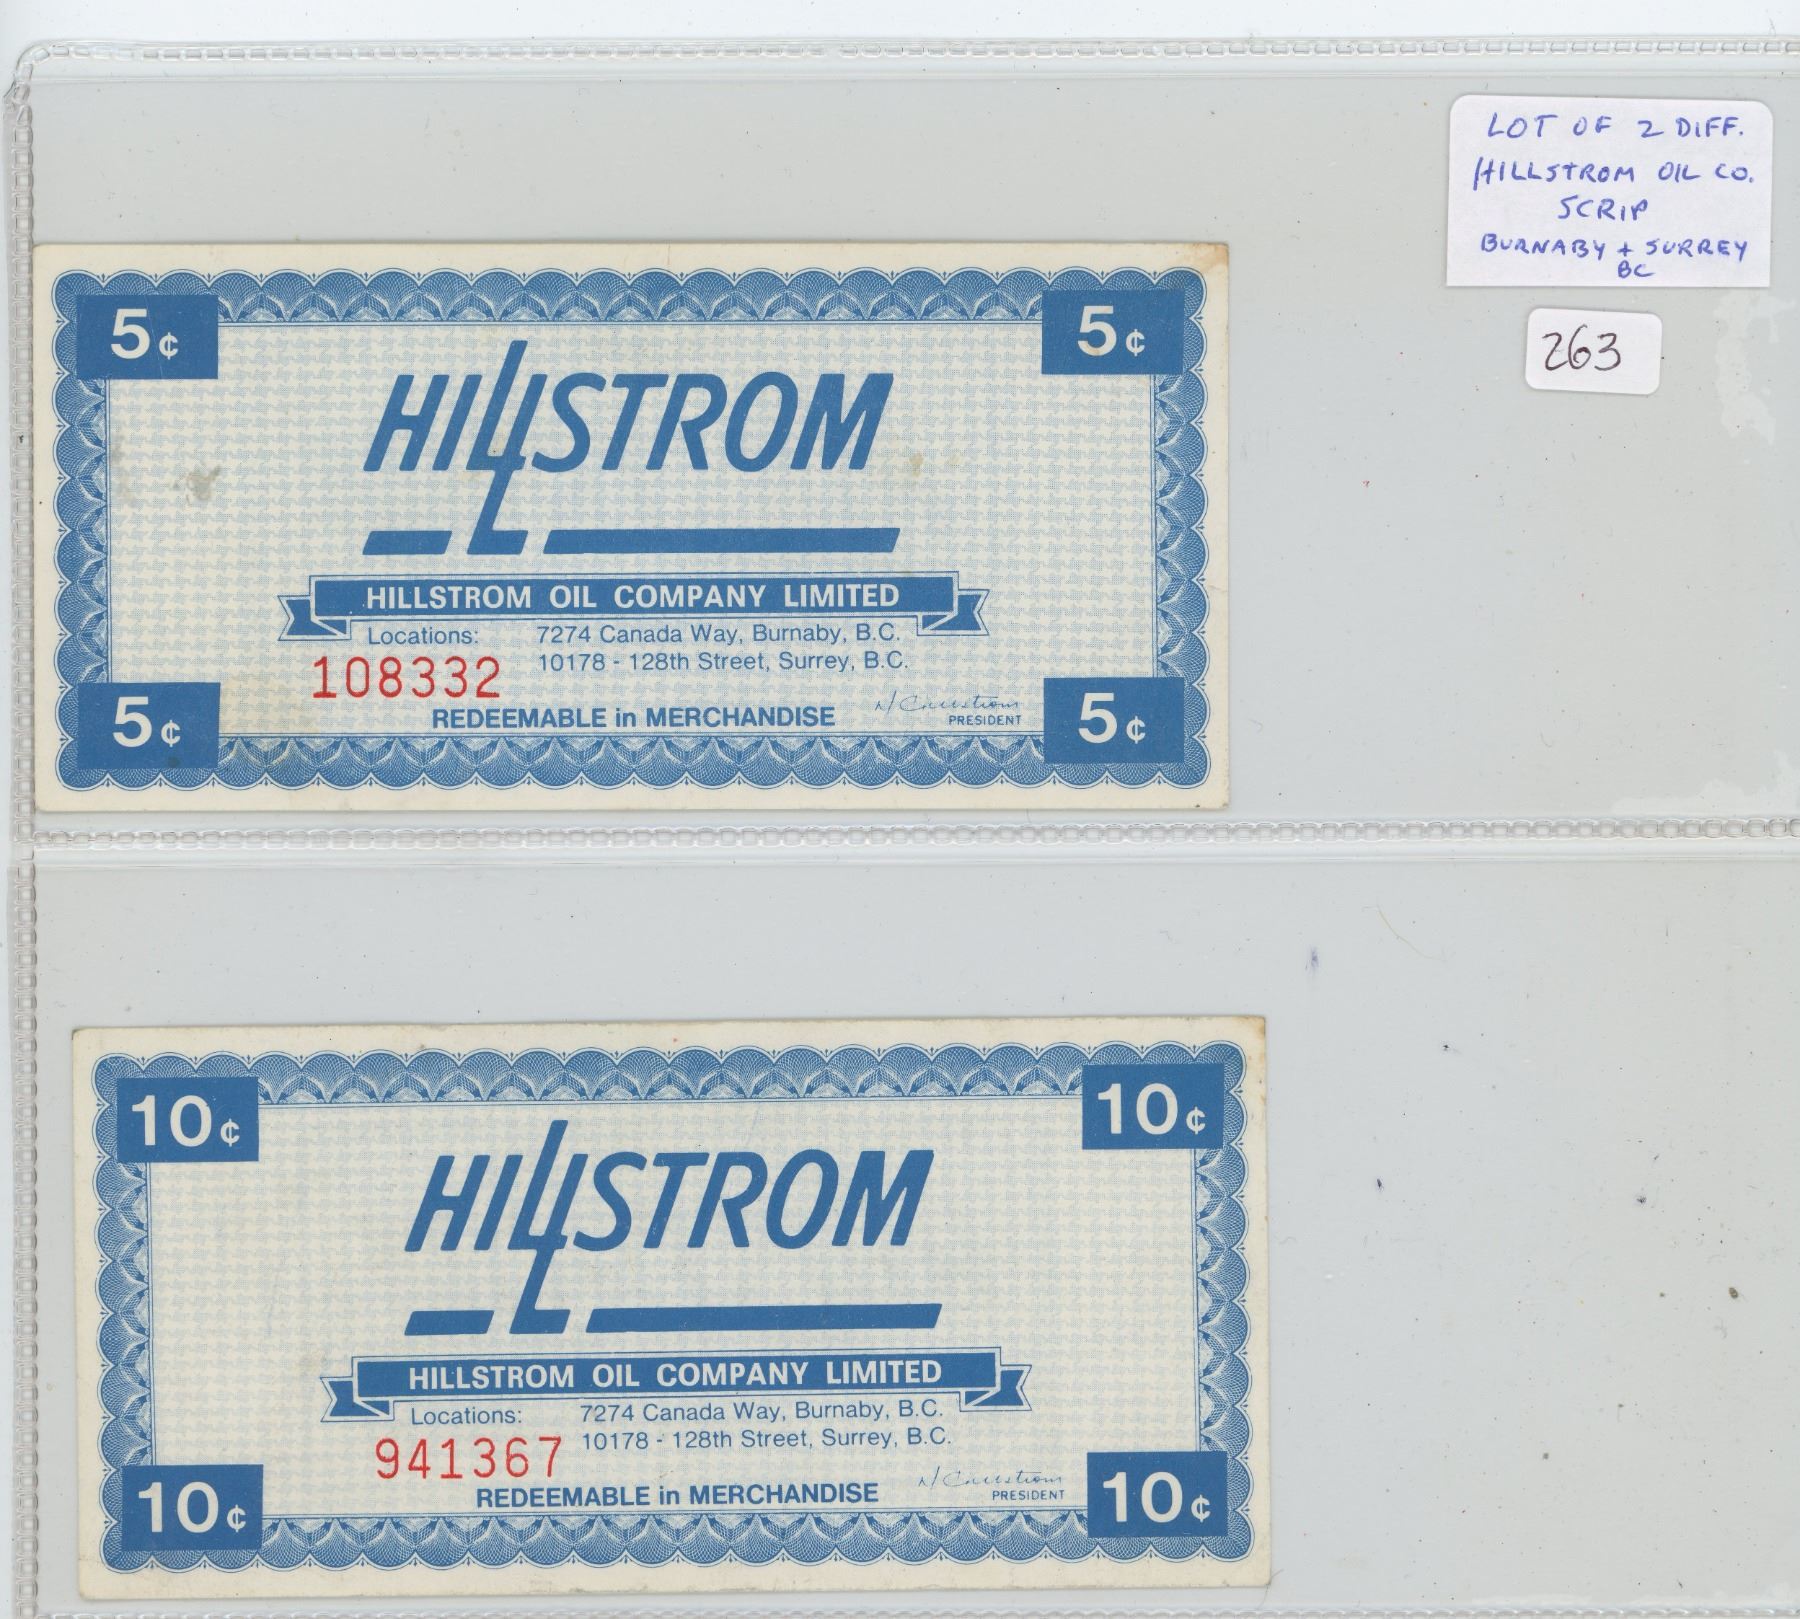 LOT OF 2 DIFF.
HILLSTROM OIL CO.
SCRIP
BURNABY + SURREY
BC
263
5¢ 5¢
HILLSTROM
HILLSTROM OIL COMPANY LIMITED
Locations: 7274 Canada Way, Burnaby, B.C.
10178 - 128th Street, Surrey, B.C.
108332
REDEEMABLE in MERCHANDISE
PRESIDENT
5¢ 5¢
10¢ 10¢
HILLSTROM
HILLSTROM OIL COMPANY LIMITED
Locations: 7274 Canada Way, Burnaby, B.C.
10178 - 128th Street, Surrey, B.C.
941367
REDEEMABLE in MERCHANDISE
PRESIDENT
10¢ 10¢